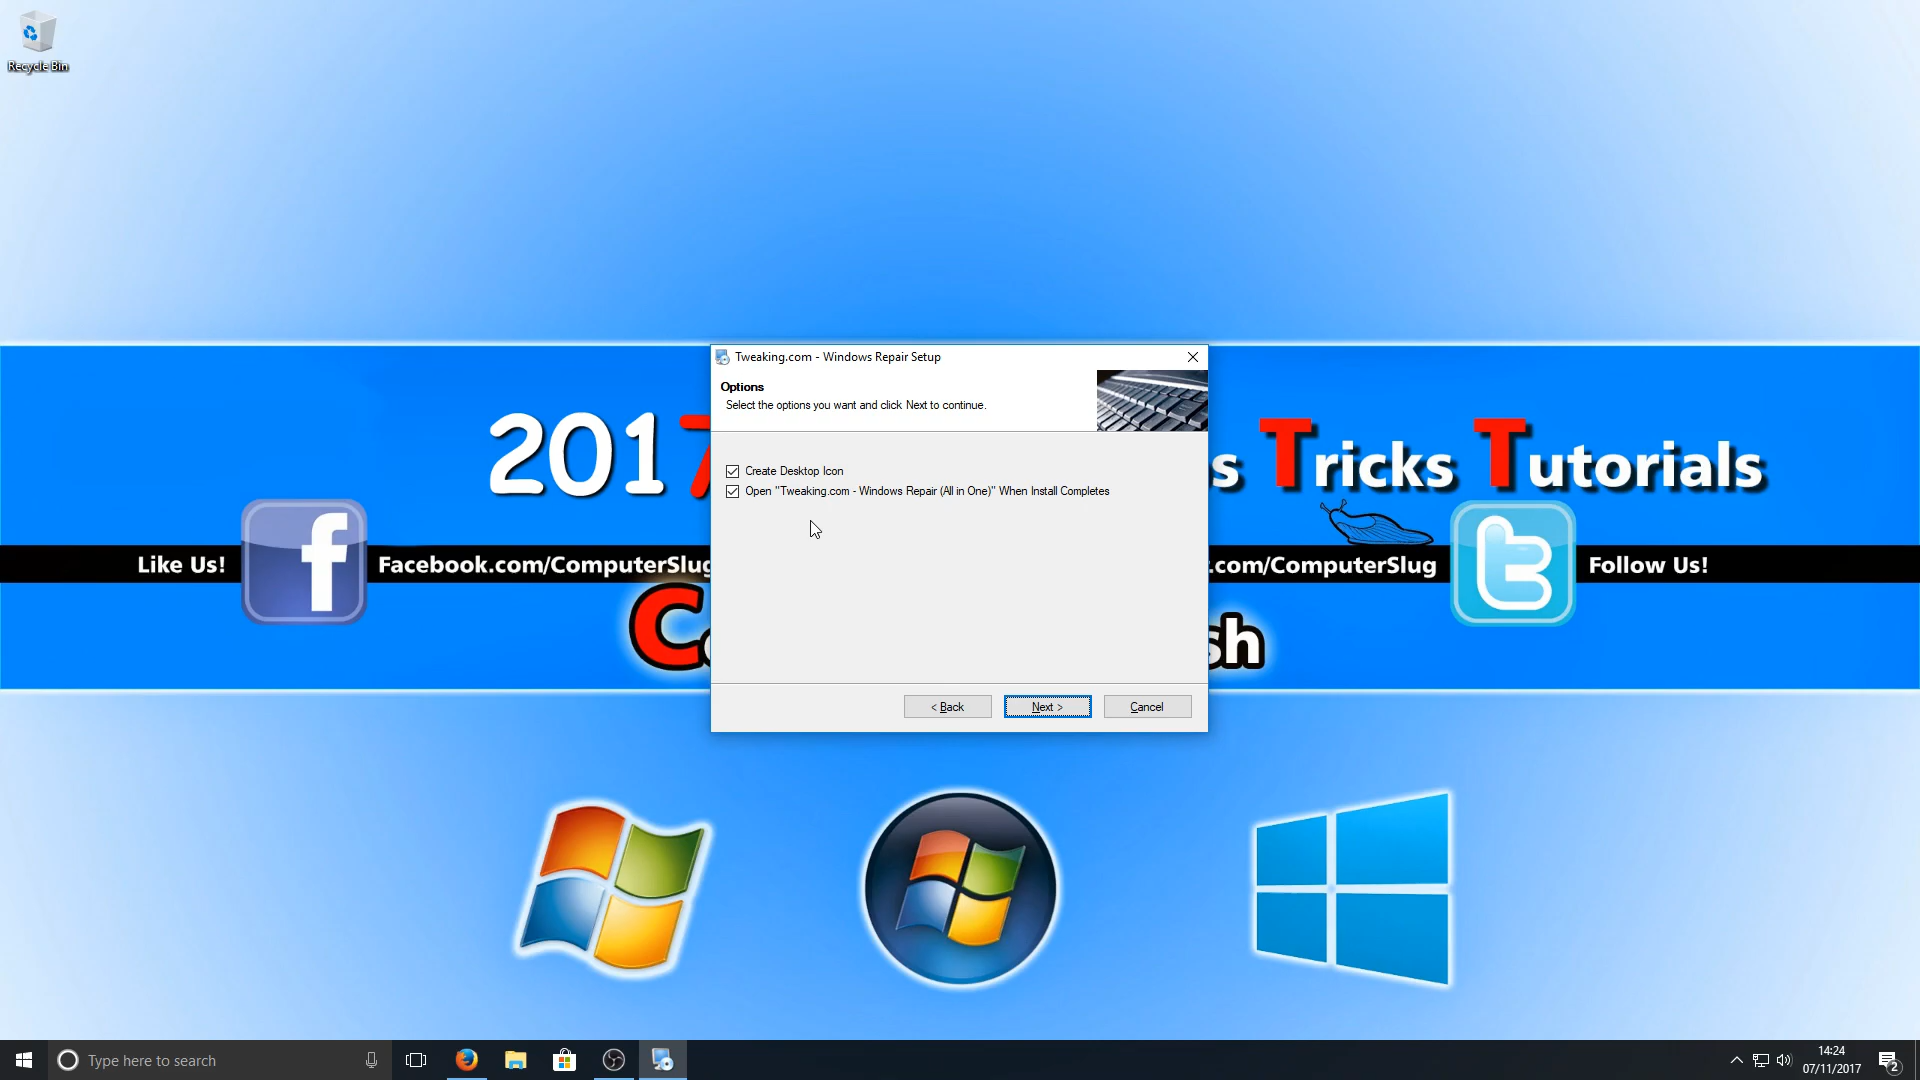 Recycle Bin
Tweaking.com - Windows Repair Setup
Options
Select the options you want and click Next to continue.
Create Desktop Icon
Open "Tweaking.com - Windows Repair (All in One)" When Install Completes
< Back
Next >
Cancel
2017
s Tricks Tutorials
Like Us!
Facebook.com/ComputerSlug
.com/ComputerSlug
Follow Us!
C
sh
Type here to search
14:24
07/11/2017
2